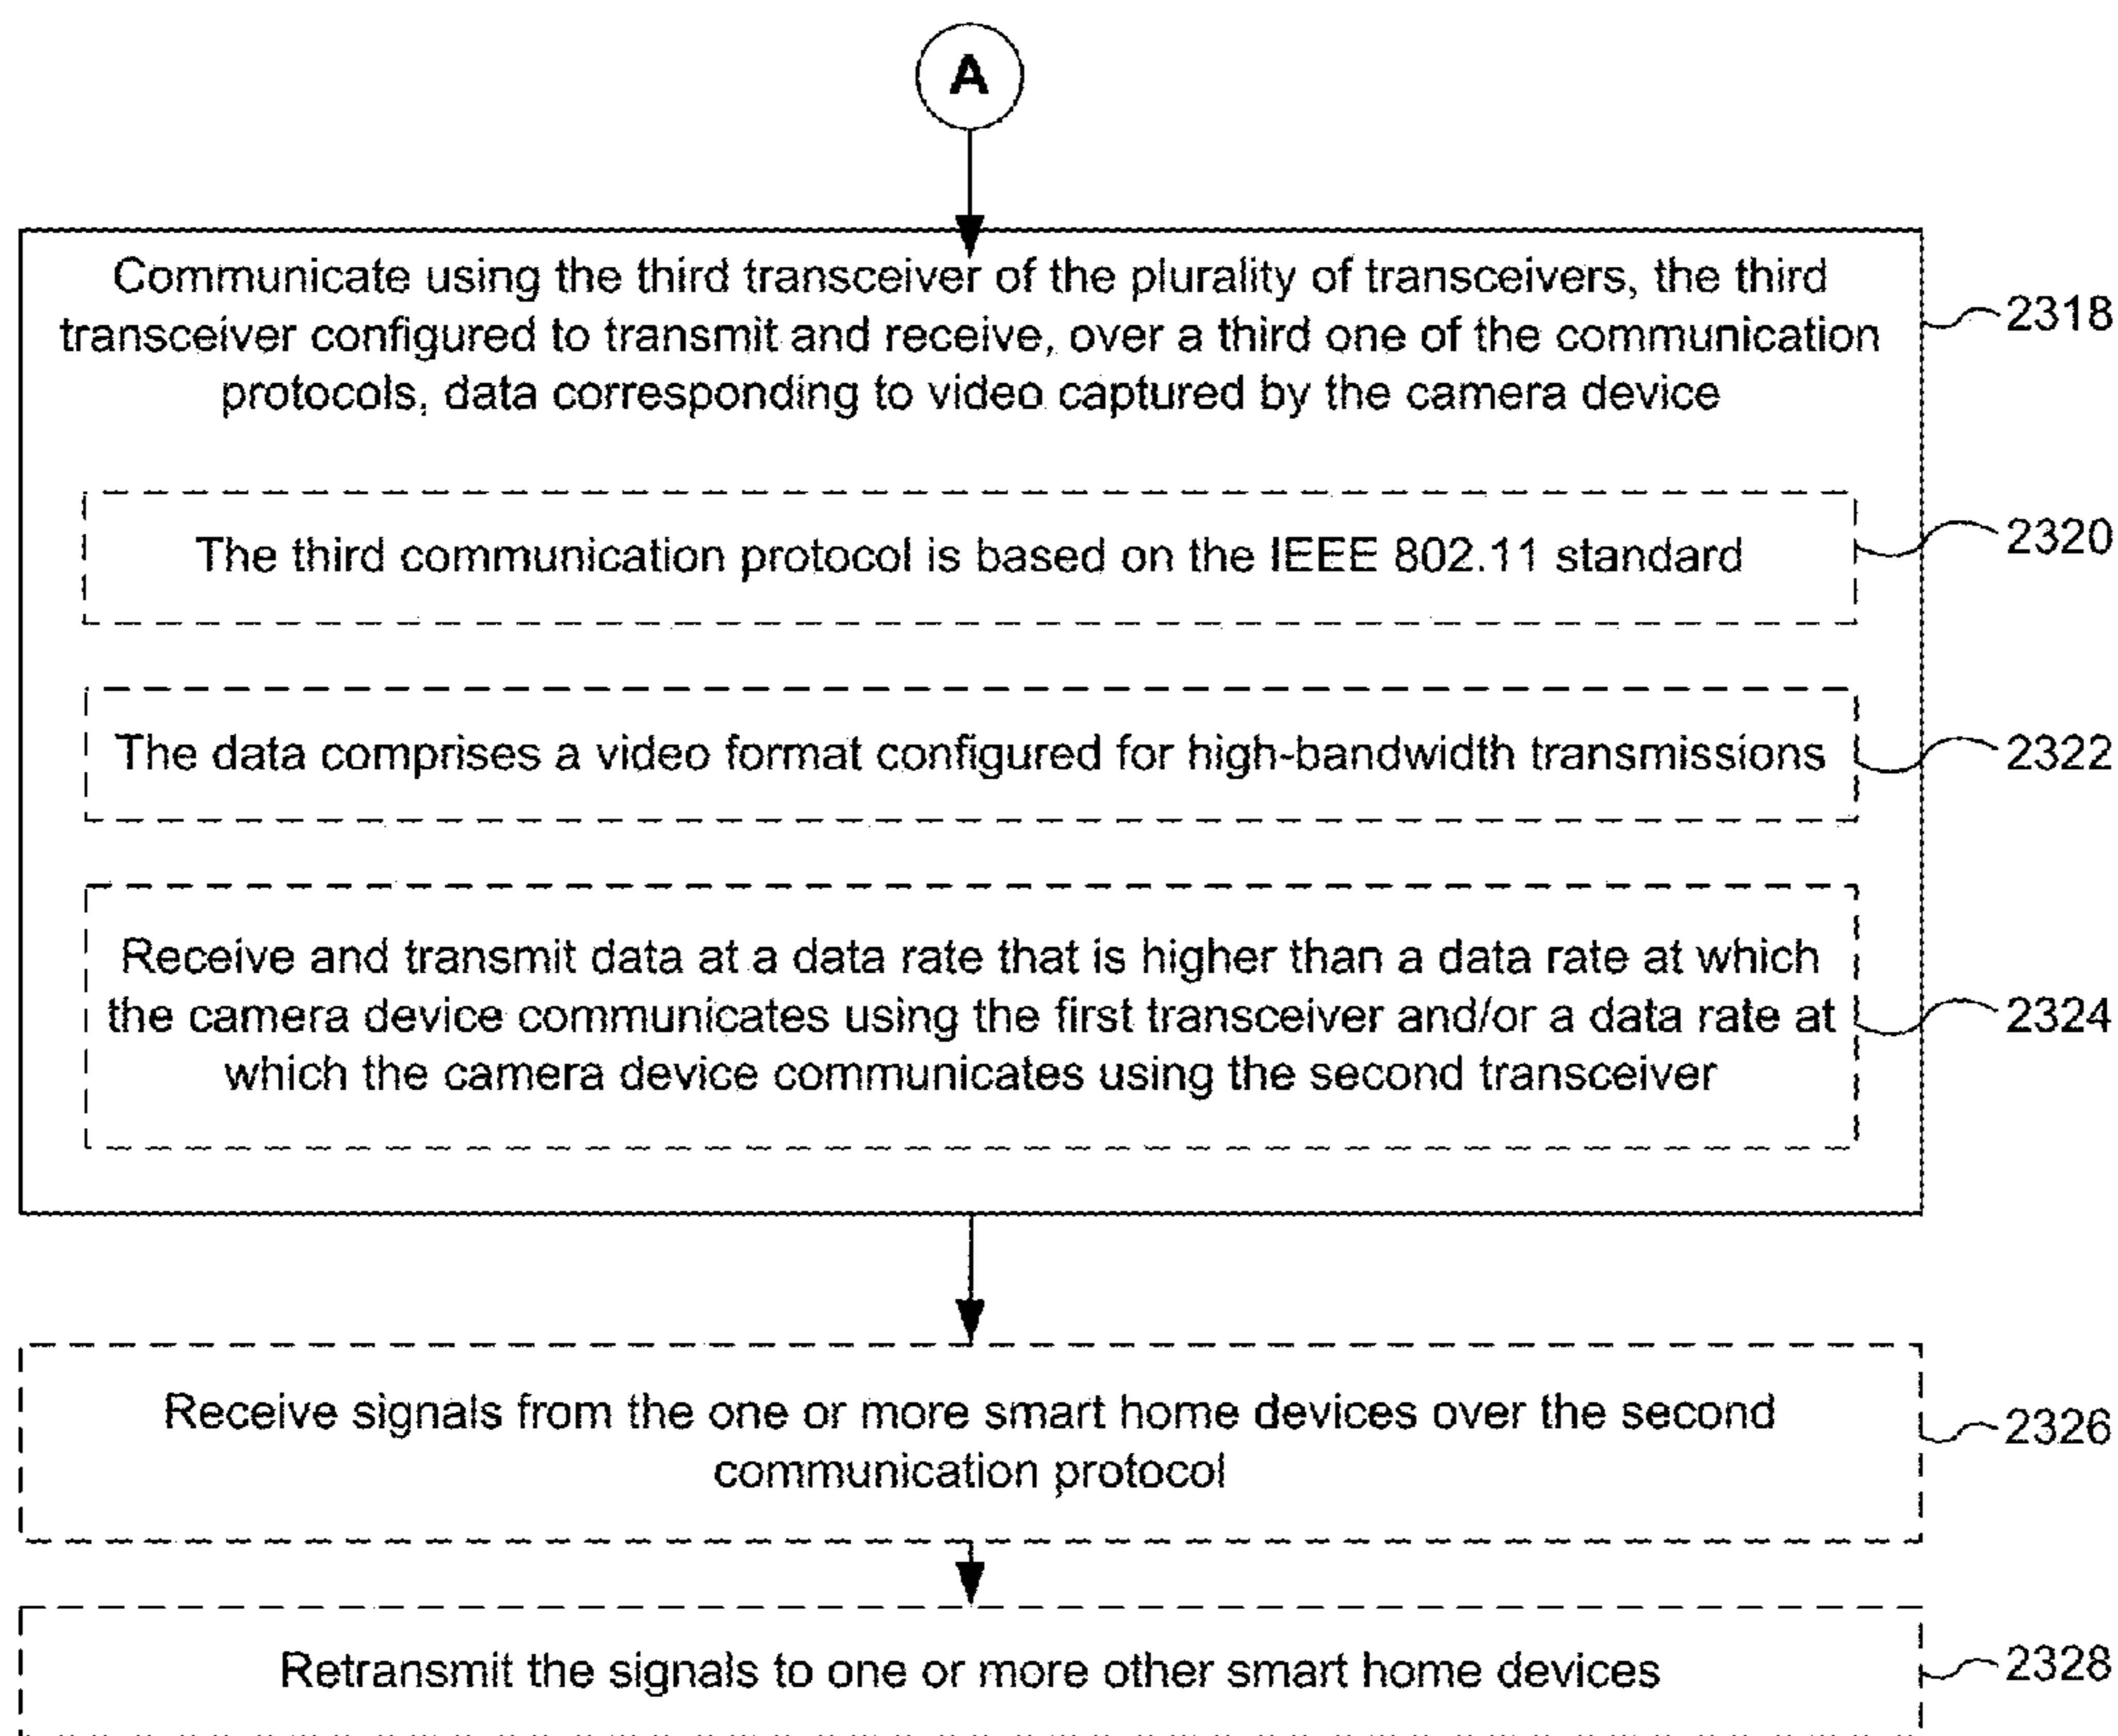 A
Communicate using the third transceiver of the plurality of transceivers, the third
transceiver configured to transmit and receive, over a third one of the communication
protocols, data corresponding to video captured by the camera device
2318
The third communication protocol is based on the IEEE 802.11 standard
2320
The data comprises a video format configured for high-bandwidth transmissions
2322
Receive and transmit data at a data rate that is higher than a data rate at which
the camera device communicates using the first transceiver and/or a data rate at
which the camera device communicates using the second transceiver
2324
Receive signals from the one or more smart home devices over the second
communication protocol
2326
Retransmit the signals to one or more other smart home devices
2328